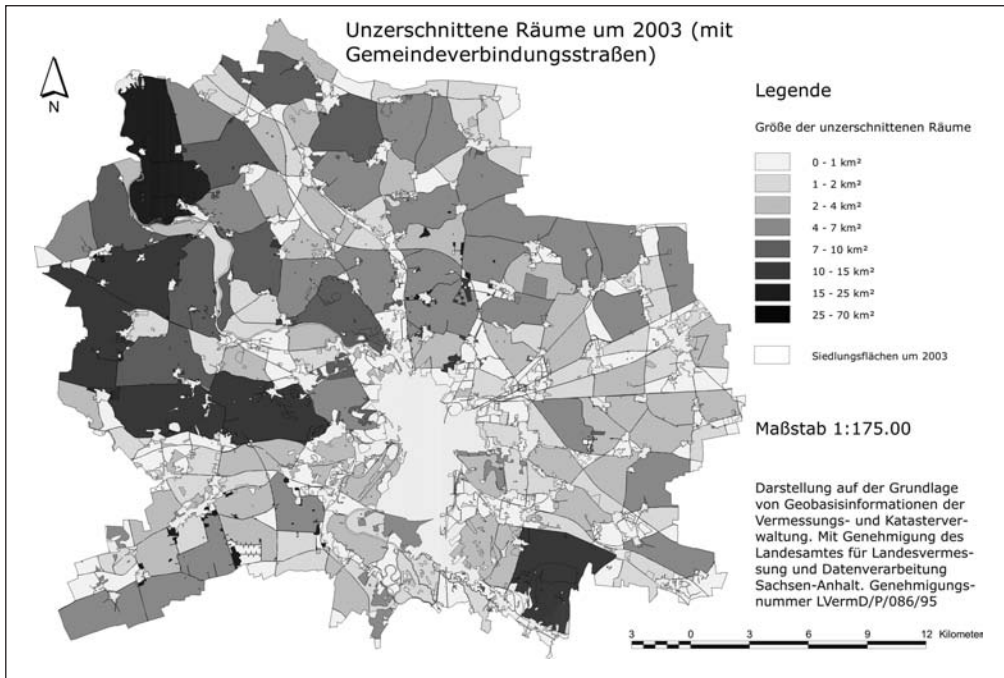 Unzerschnittene Räume um 2003 (mit
Gemeindeverbindungsstraßen)
N
Legende
Größe der unzerschnittenen Räume
0 - 1 km²
1 - 2 km²
2 - 4 km²
4 - 7 km²
7 - 10 km²
10 - 15 km²
15 - 25 km²
25 - 70 km²
Siedlungsflächen um 2003
Maßstab 1:175.00
Darstellung auf der Grundlage
von Geobasisinformationen der
Vermessungs- und Katasterver-
waltung. Mit Genehmigung des
Landesamtes für Landesvermes-
sung und Datenverarbeitung
Sachsen-Anhalt. Genehmigungs-
nummer LVermD/P/086/95
3 0 3 6 9 12 Kilometer